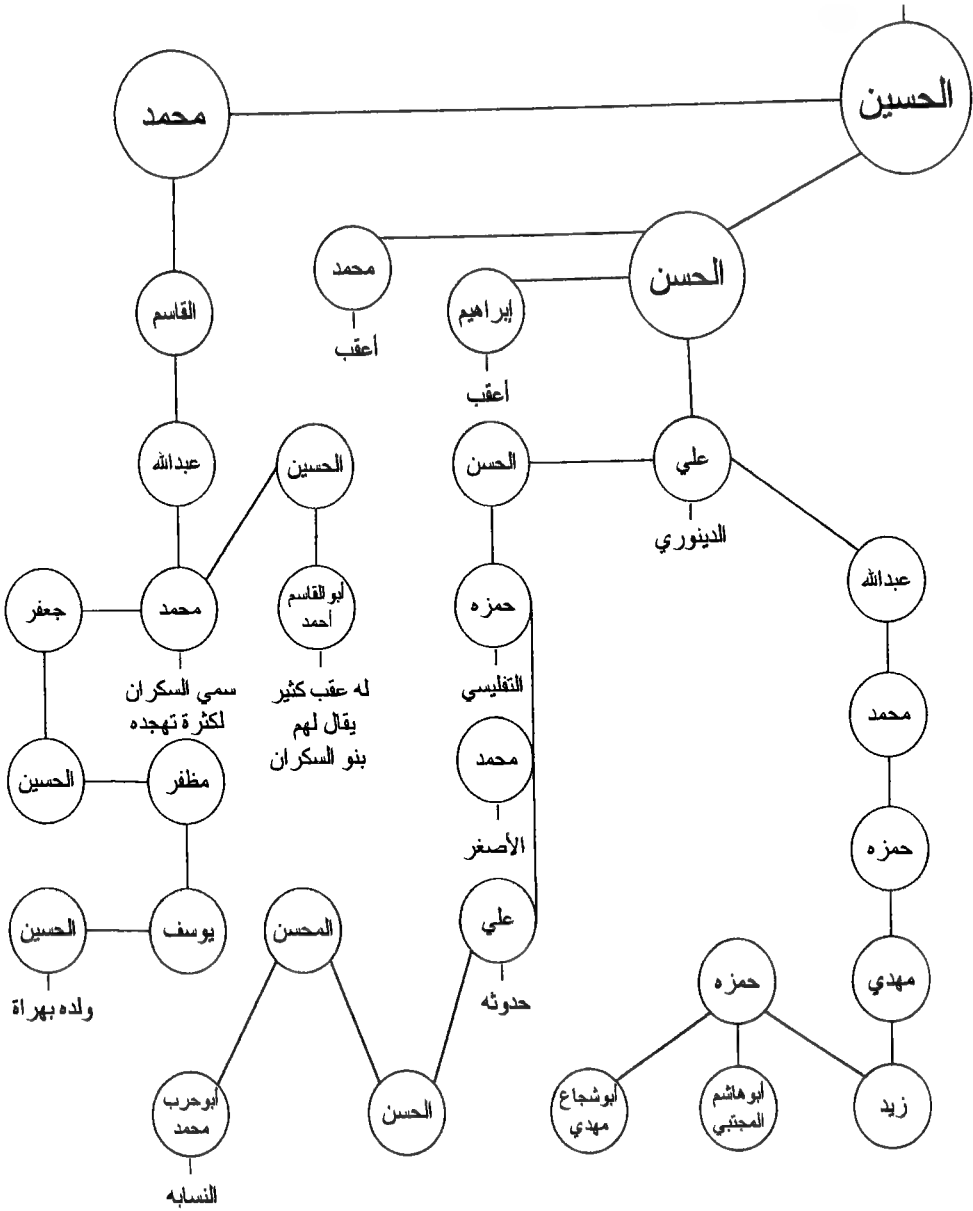 الحسين
محمد
الحسن
محمد
أعقب
إبراهيم
أعقب
القاسم
علي
الدينوري
الحسن
الحسين
عبدالله
عبدالله
حمزه
التفليسي
أبوالقاسم
أحمد
له عقب كثير
يقال لهم
بنو السكران
محمد
سمي السكران
لكثرة تهجده
جعفر
محمد
محمد
الأصغر
مظفر
الحسين
حمزه
علي
حدوثه
المحسن
يوسف
الحسين
ولده بهراة
مهدي
حمزه
زيد
أبوهاشم
المجتبي
أبوشجاع
مهدي
الحسن
أبوحرب
محمد
النسابه